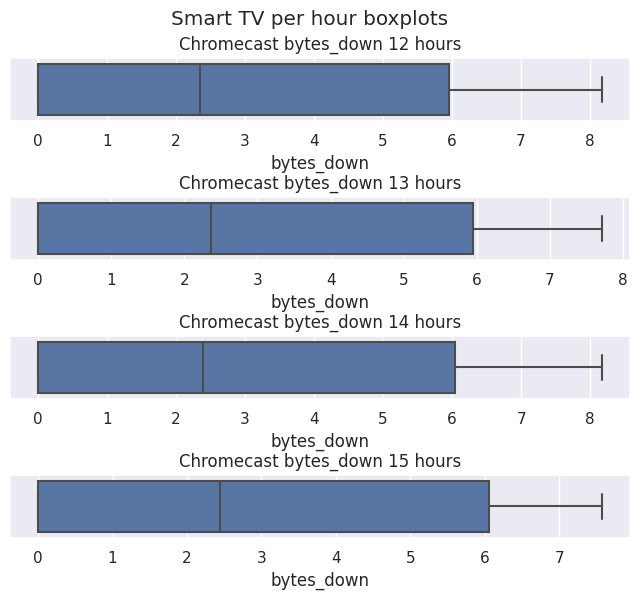 Smart TV per hour boxplots
Chromecast bytes_down 12 hours
0 1 2 3 4 5 6 7 8
bytes_down
Chromecast bytes_down 13 hours
0 1 2 3 4 5 6 7 8
bytes_down
Chromecast bytes_down 14 hours
0 1 2 3 4 5 6 7 8
bytes_down
Chromecast bytes_down 15 hours
0 1 2 3 4 5 6 7
bytes_down